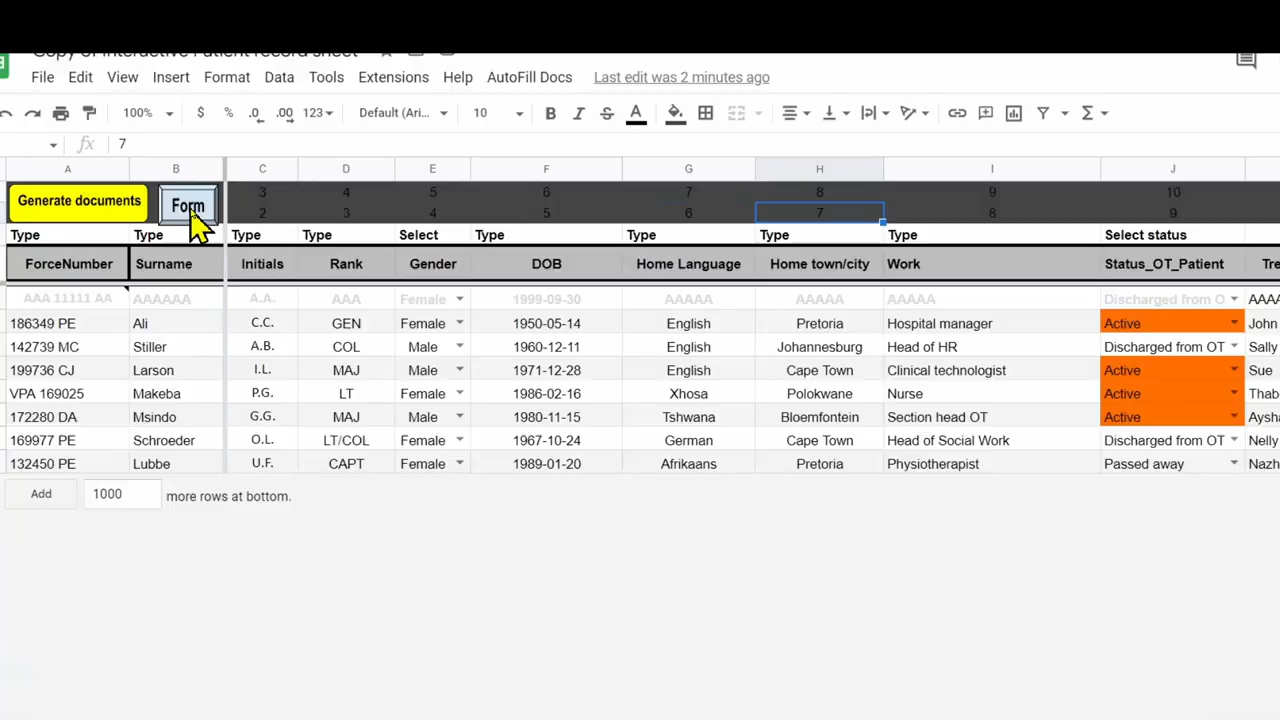 Copy of Interactive Patient record sheet
File Edit View Insert Format Data Tools Extensions Help AutoFill Docs Last edit was 2 minutes ago
100% $ % .0 .00 123 Default (Ari... 10 B I S A Σ
fx 7
A B C D E F G H I J
Generate documents Form 3 4 5 6 7 8 9 10
2 3 4 5 6 7 8 9
Type Type Type Type Select Type Type Type Type Select status
ForceNumber Surname Initials Rank Gender DOB Home Language Home town/city Work Status_OT_Patient Tre
AAA 11111 AA AAAAAA A.A. AAA Female 1999-09-30 AAAAA AAAAA AAAAA Discharged from O AAAA
186349 PE Ali C.C. GEN Female 1950-05-14 English Pretoria Hospital manager Active John
142739 MC Stiller A.B. COL Male 1960-12-11 English Johannesburg Head of HR Discharged from OT Sally
199736 CJ Larson I.L. MAJ Male 1971-12-28 English Cape Town Clinical technologist Active Sue
VPA 169025 Makeba P.G. LT Female 1986-02-16 Xhosa Polokwane Nurse Active Thab
172280 DA Msindo G.G. MAJ Male 1980-11-15 Tshwana Bloemfontein Section head OT Active Aysha
169977 PE Schroeder O.L. LT/COL Female 1967-10-24 German Cape Town Head of Social Work Discharged from OT Nelly
132450 PE Lubbe U.F. CAPT Female 1989-01-20 Afrikaans Pretoria Physiotherapist Passed away Nazh
Add 1000 more rows at bottom.